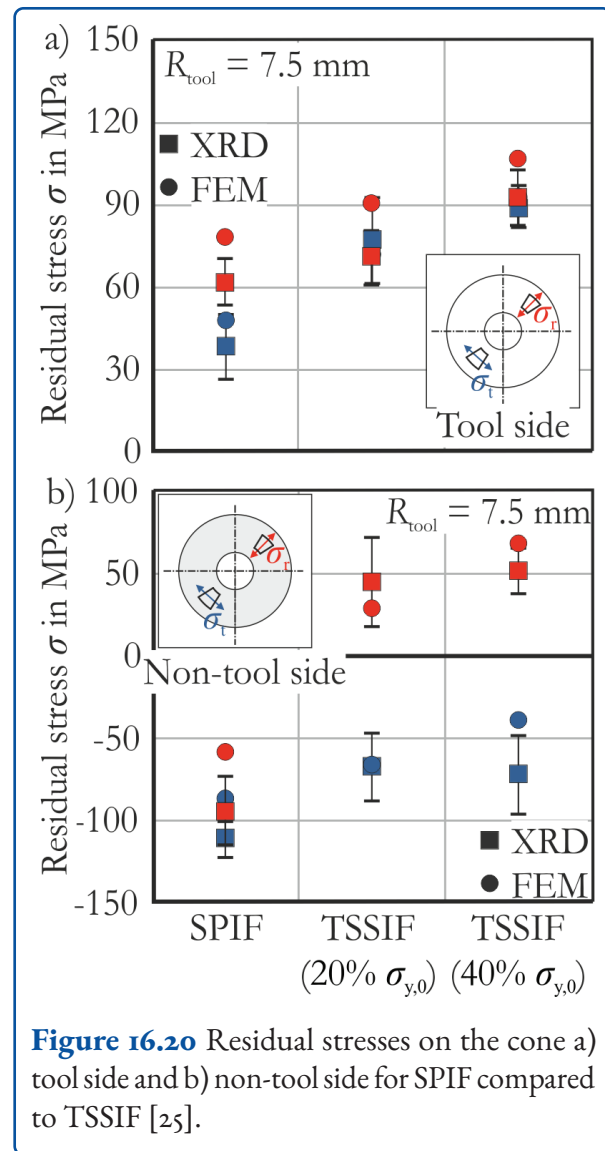 a)
150
R_tool = 7.5 mm
120
XRD
FEM
90
60
30
0
Residual stress σ in MPa
σ_r
σ_t
Tool side
b)
100
R_tool = 7.5 mm
50
0
-50
-100
-150
Residual stress σ in MPa
σ_r
σ_t
Non-tool side
XRD
FEM
SPIF TSSIF TSSIF
(20% σ_y,0) (40% σ_y,0)
Figure 16.20 Residual stresses on the cone a)
tool side and b) non-tool side for SPIF compared
to TSSIF [25].